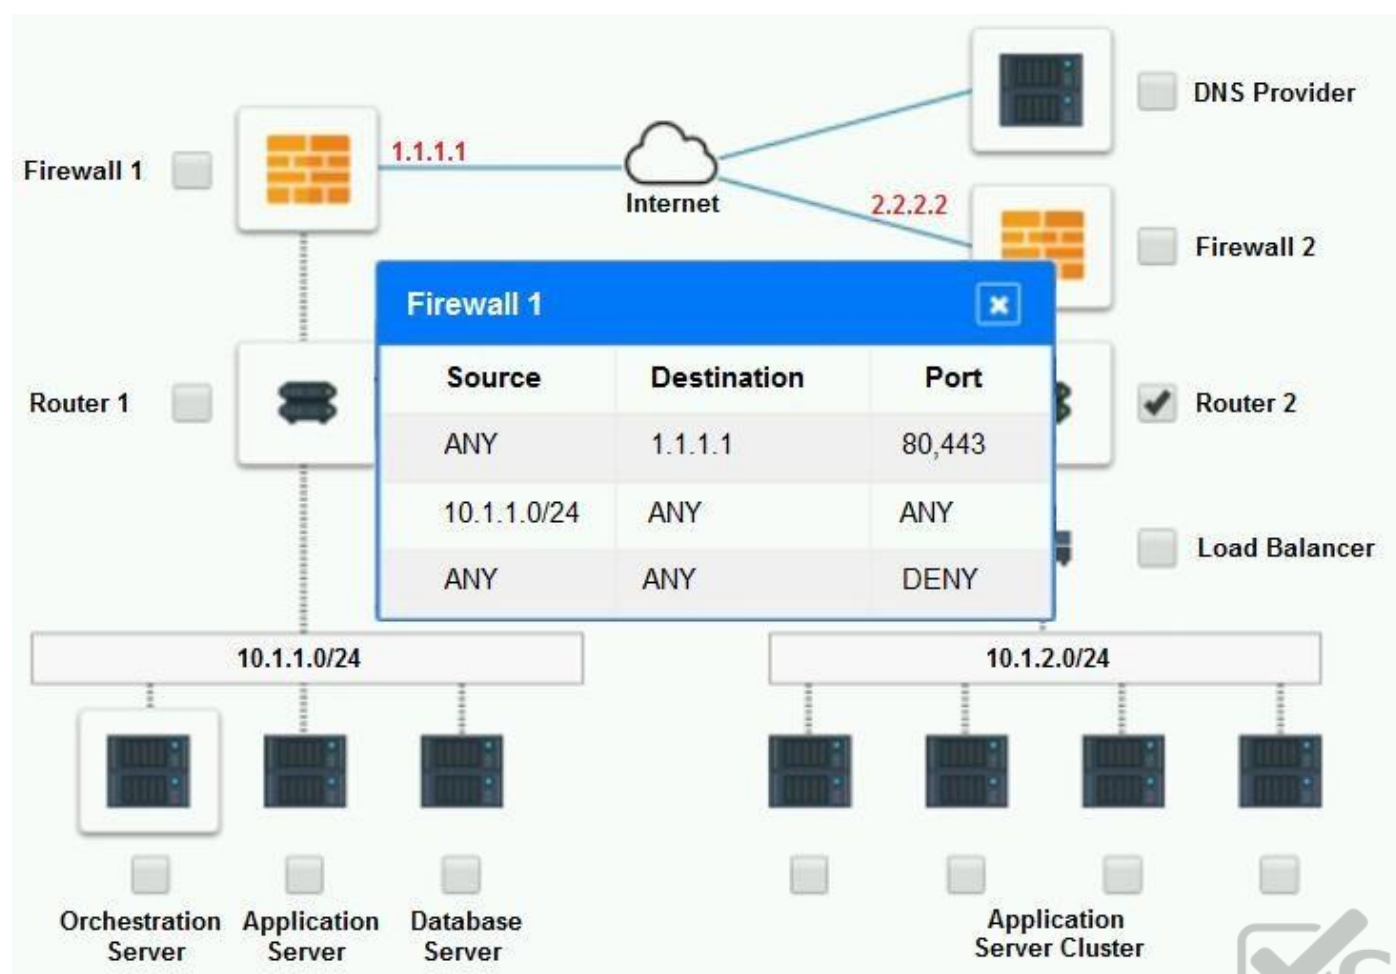 DNS Provider
Firewall 1
1.1.1.1
Internet
2.2.2.2
Firewall 2
Firewall 1
Source Destination Port
ANY 1.1.1.1 80,443
10.1.1.0/24 ANY ANY
ANY ANY DENY
Router 1
Router 2
Load Balancer
10.1.1.0/24
10.1.2.0/24
Orchestration
Server
Application
Server
Database
Server
Application
Server Cluster